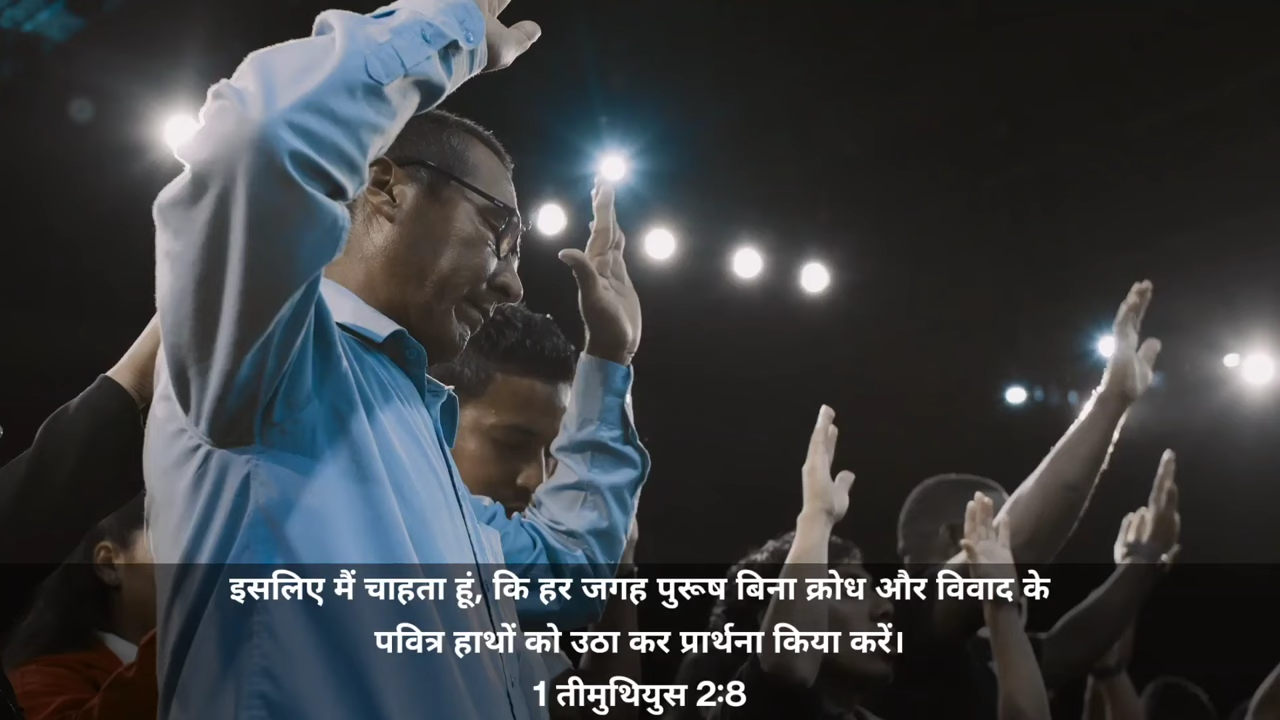 इसलिए मैं चाहता हूं, कि हर जगह पुरूष बिना क्रोध और विवाद के
पवित्र हाथों को उठा कर प्रार्थना किया करें।
1 तीमुथियुस 2:8